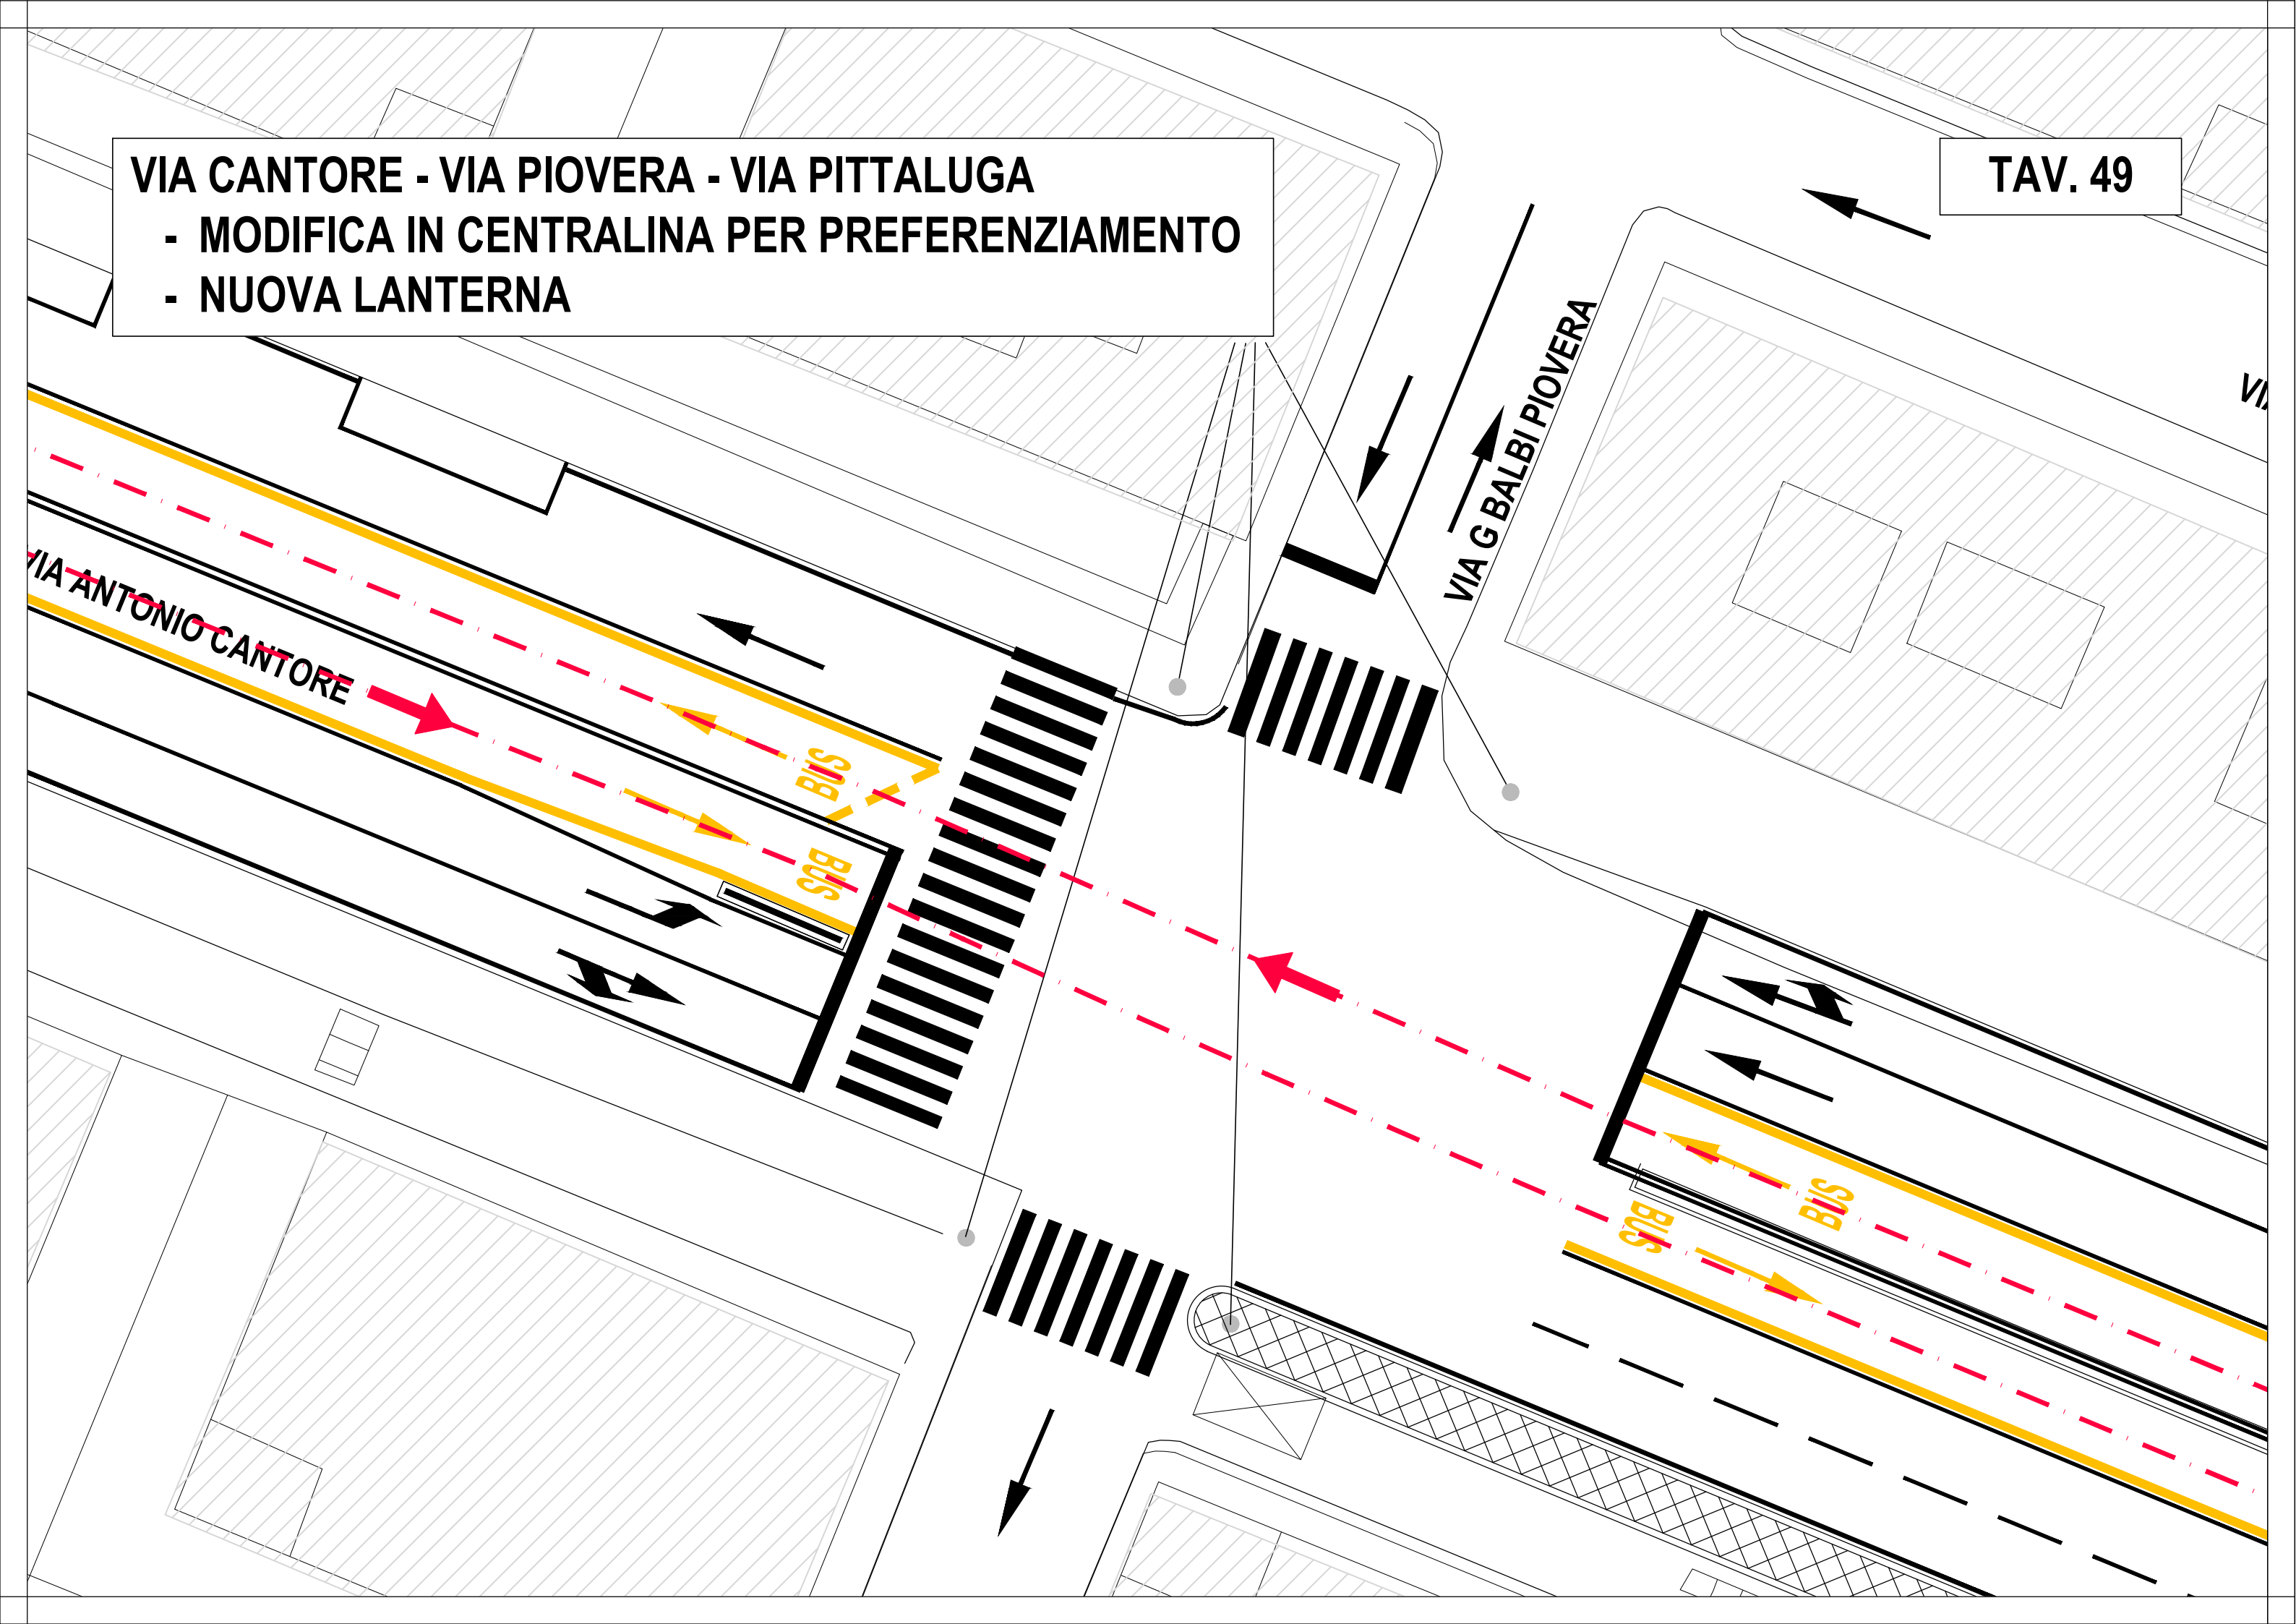 VIA CANTORE - VIA PIOVERA - VIA PITTALUGA
- MODIFICA IN CENTRALINA PER PREFERENZIAMENTO
- NUOVA LANTERNA
TAV. 49
VIA G BALBI PIOVERA
VIA ANTONIO CANTORE
BUS
BUS
BUS
BUS